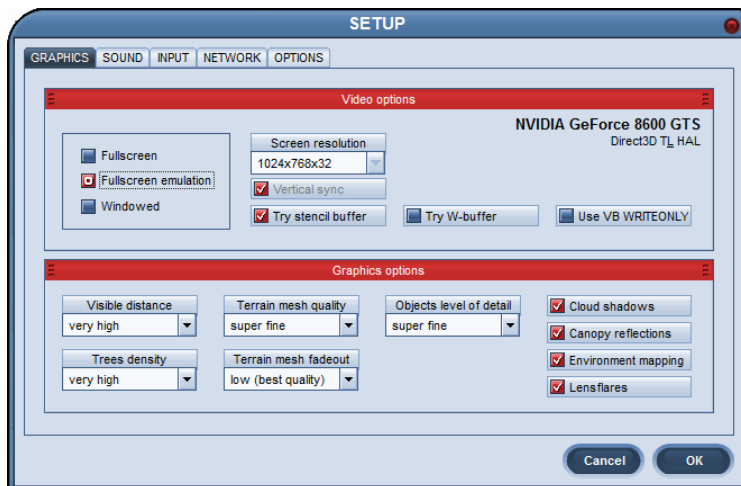 SETUP
GRAPHICS SOUND INPUT NETWORK OPTIONS
Video options
NVIDIA GeForce 8600 GTS
Direct3D TL HAL
Fullscreen
Fullscreen emulation
Windowed
Screen resolution
1024x768x32
Vertical sync
Try stencil buffer
Try W-buffer
Use VB WRITEONLY
Graphics options
Visible distance
very high
Terrain mesh quality
super fine
Objects level of detail
super fine
Trees density
very high
Terrain mesh fadeout
low (best quality)
Cloud shadows
Canopy reflections
Environment mapping
Lensflares
Cancel
OK